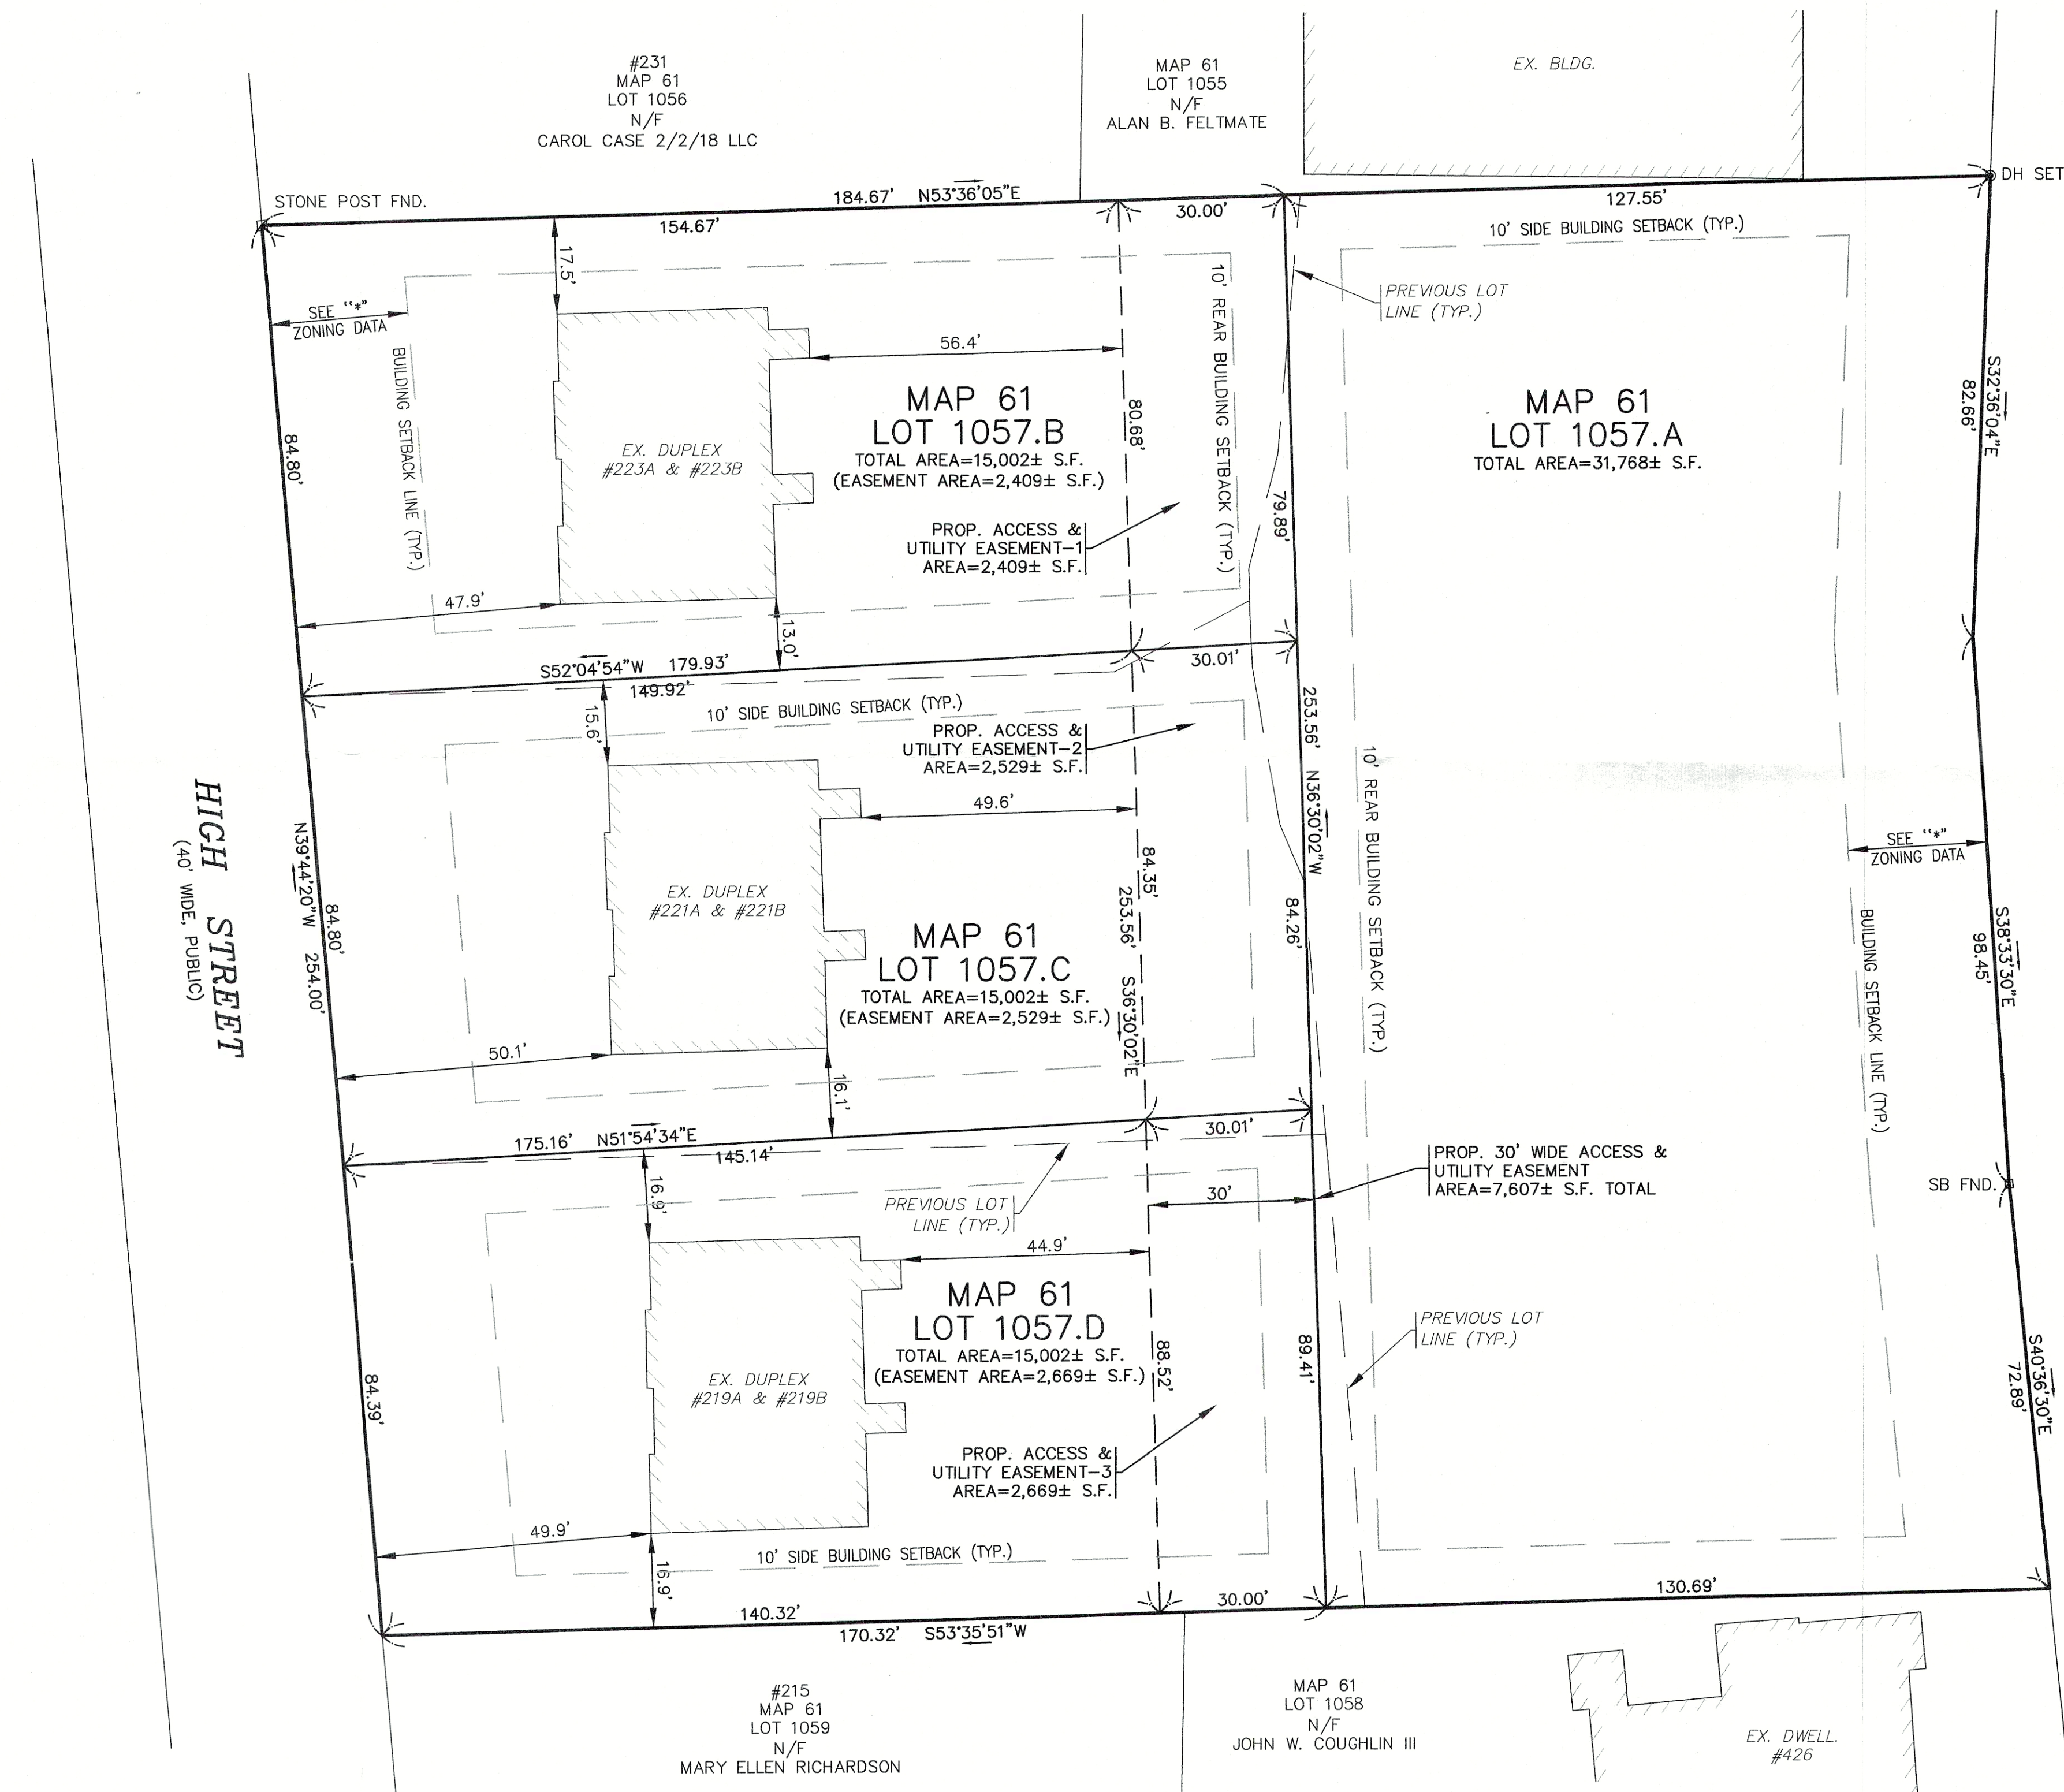 #231
MAP 61
LOT 1056
N/F
CAROL CASE 2/2/18 LLC
MAP 61
LOT 1055
N/F
ALAN B. FELTMATE
EX. BLDG.
STONE POST FND.
184.67' N53°36'05"E
154.67'
30.00'
127.55'
DH SET
10' SIDE BUILDING SETBACK (TYP.)
17.5'
SEE "*"
ZONING DATA
BUILDING SETBACK LINE (TYP.)
56.4'
10' REAR BUILDING SETBACK (TYP.)
PREVIOUS LOT
LINE (TYP.)
MAP 61
LOT 1057.B
TOTAL AREA=15,002± S.F.
(EASEMENT AREA=2,409± S.F.)
80.68'
MAP 61
LOT 1057.A
TOTAL AREA=31,768± S.F.
S32°36'04"E
82.66'
84.80'
EX. DUPLEX
#223A & #223B
79.89'
PROP. ACCESS &
UTILITY EASEMENT-1
AREA=2,409± S.F.
47.9'
13.0'
S52°04'54"W 179.93'
149.92'
30.01'
15.6'
10' SIDE BUILDING SETBACK (TYP.)
PROP. ACCESS &
UTILITY EASEMENT-2
AREA=2,529± S.F.
253.56' N36°30'02"W
10' REAR BUILDING SETBACK (TYP.)
49.6'
HIGH STREET
(40' WIDE, PUBLIC)
N39°44'20"W 254.00'
84.80'
EX. DUPLEX
#221A & #221B
84.35'
253.56' S36°30'02"E
84.26'
SEE "*"
ZONING DATA
BUILDING SETBACK LINE (TYP.)
S38°33'30"E
98.45'
MAP 61
LOT 1057.C
TOTAL AREA=15,002± S.F.
(EASEMENT AREA=2,529± S.F.)
50.1'
16.1'
175.16' N51°54'34"E
145.14'
30.01'
16.9'
PREVIOUS LOT
LINE (TYP.)
30'
PROP. 30' WIDE ACCESS &
UTILITY EASEMENT
AREA=7,607± S.F. TOTAL
SB FND.
44.9'
MAP 61
LOT 1057.D
TOTAL AREA=15,002± S.F.
(EASEMENT AREA=2,669± S.F.)
88.52'
89.41'
PREVIOUS LOT
LINE (TYP.)
S40°36'30"E
72.89'
84.39'
EX. DUPLEX
#219A & #219B
PROP. ACCESS &
UTILITY EASEMENT-3
AREA=2,669± S.F.
49.9'
16.9'
10' SIDE BUILDING SETBACK (TYP.)
140.32'
30.00'
130.69'
170.32' S53°35'51"W
#215
MAP 61
LOT 1059
N/F
MARY ELLEN RICHARDSON
MAP 61
LOT 1058
N/F
JOHN W. COUGHLIN III
EX. DWELL.
#426